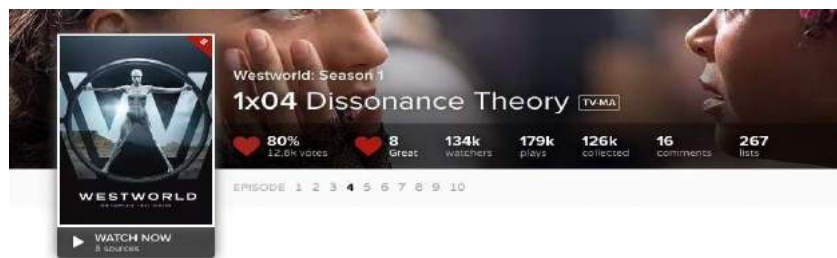 8
Westworld: Season 1
1x04 Dissonance Theory TV-MA
80% 8 134k 179k 126k 16 267
12.8k votes Great watchers plays collected comments lists
EPISODE 1 2 3 4 5 6 7 8 9 10
WESTWORLD
WATCH NOW
8 sources